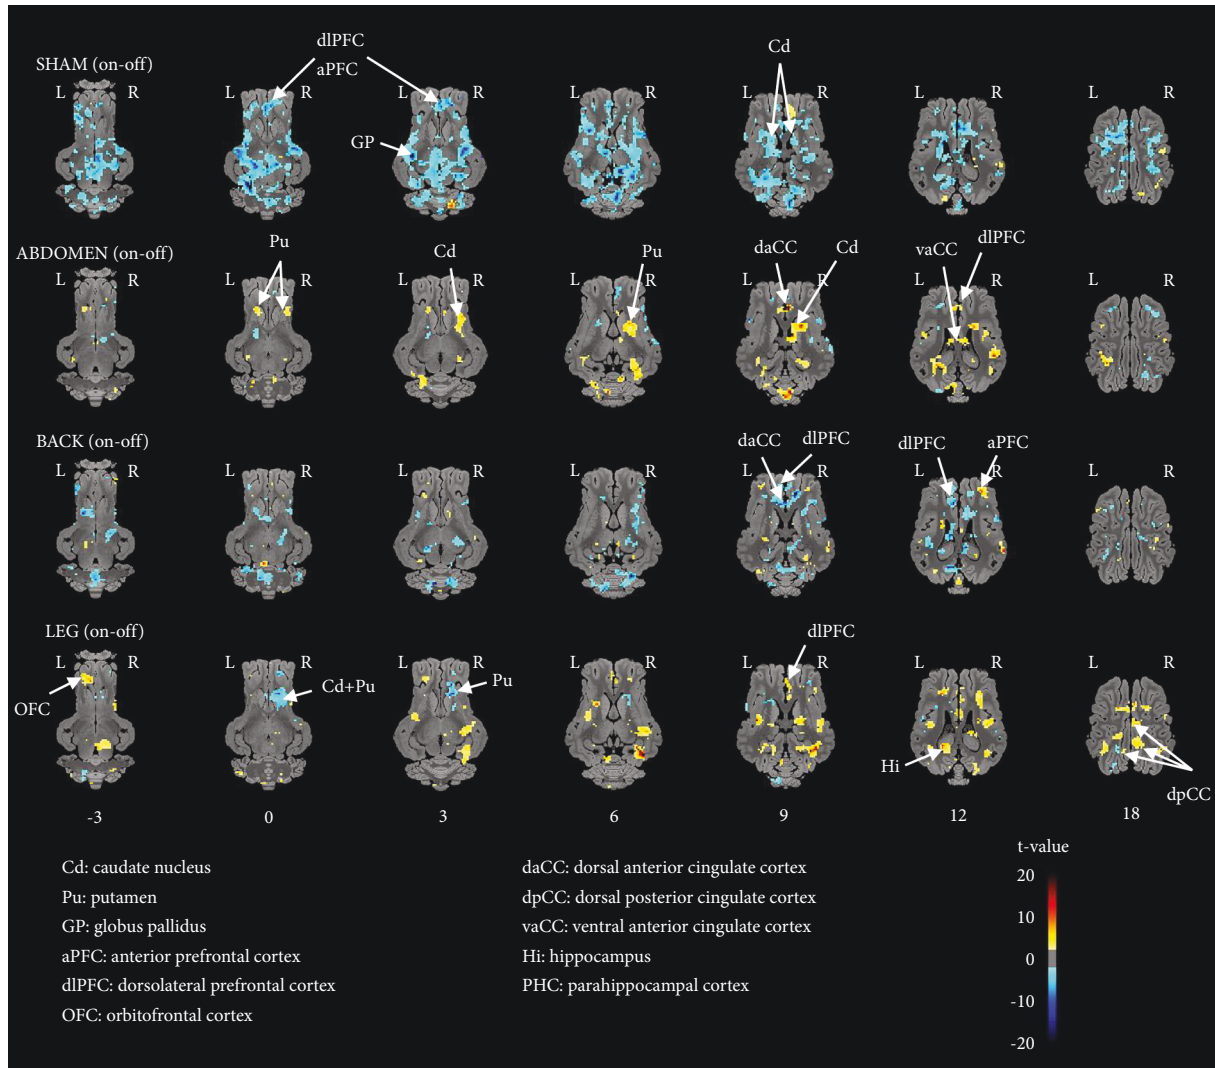 dlPFC
aPFC
Cd
SHAM (on-off)
L R L R L R L R L R L R L R
GP
ABDOMEN (on-off)
Pu
Cd
Pu
daCC
Cd
vaCC
dlPFC
L R L R L R L R L R L R L R
BACK (on-off)
daCC
dlPFC
dlPFC
aPFC
L R L R L R L R L R L R L R
LEG (on-off)
dlPFC
L R L R L R L R L R L R L R
OFC
Cd+Pu
Pu
Hi
dpCC
-3 0 3 6 9 12 18
Cd: caudate nucleus
Pu: putamen
GP: globus pallidus
aPFC: anterior prefrontal cortex
dlPFC: dorsolateral prefrontal cortex
OFC: orbitofrontal cortex
daCC: dorsal anterior cingulate cortex
dpCC: dorsal posterior cingulate cortex
vaCC: ventral anterior cingulate cortex
Hi: hippocampus
PHC: parahippocampal cortex
t-value
20
10
0
-10
-20